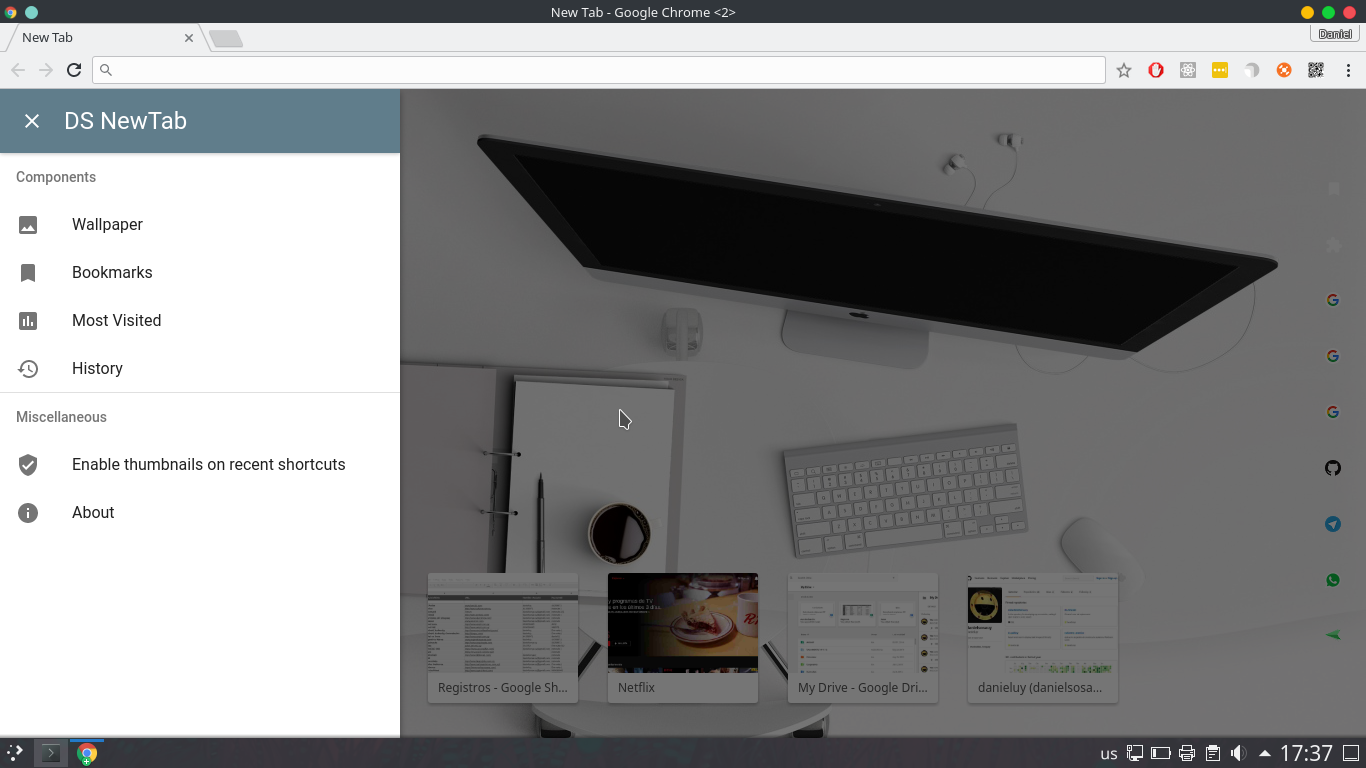 New Tab - Google Chrome <2>
New Tab
Daniel
DS NewTab
Components
Wallpaper
Bookmarks
Most Visited
History
Miscellaneous
Enable thumbnails on recent shortcuts
About
Registros - Google Sh...
Netflix
My Drive - Google Dri...
danieluy (danielsosa...
us
17:37